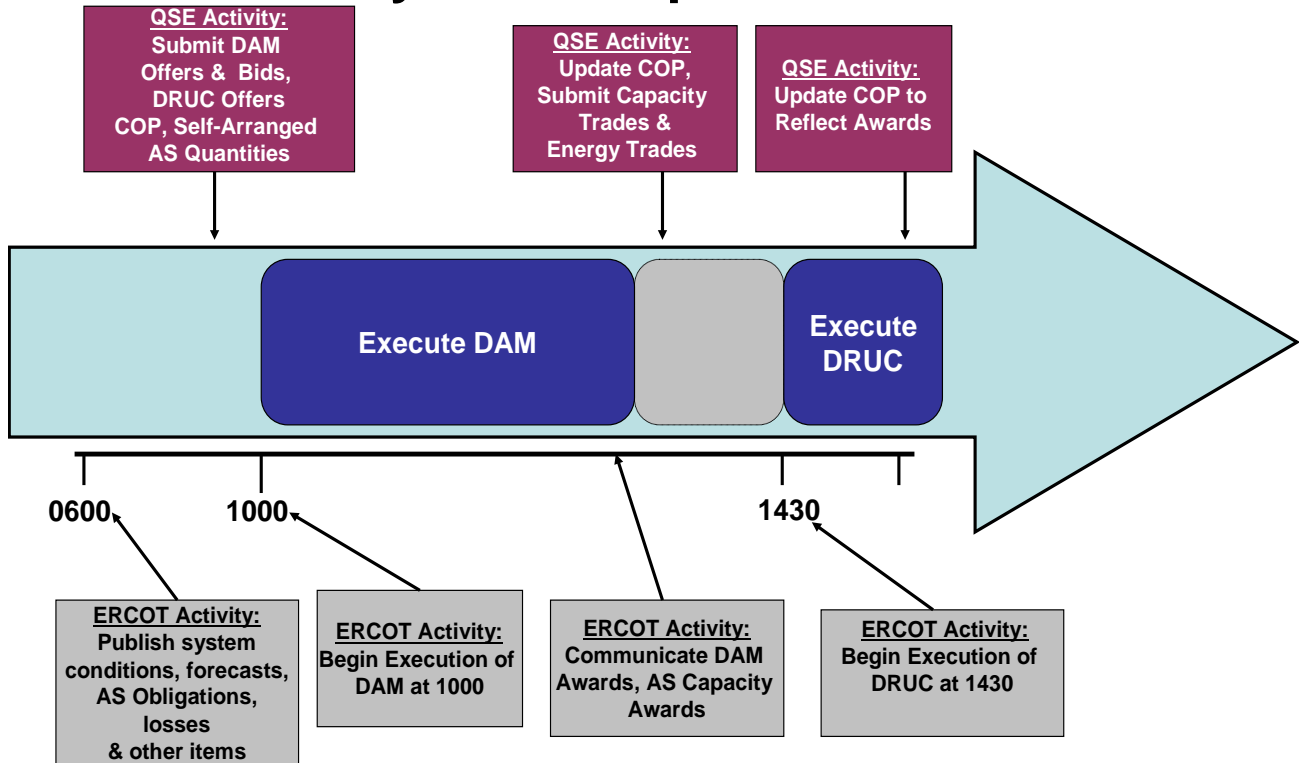 QSE Activity:
Submit DAM
Offers & Bids,
DRUC Offers
COP, Self-Arranged
AS Quantities
QSE Activity:
Update COP,
Submit Capacity
Trades &
Energy Trades
QSE Activity:
Update COP to
Reflect Awards
Execute DAM
Execute
DRUC
0600
1000
1430
ERCOT Activity:
Publish system
conditions, forecasts,
AS Obligations,
losses
& other items
ERCOT Activity:
Begin Execution of
DAM at 1000
ERCOT Activity:
Communicate DAM
Awards, AS Capacity
Awards
ERCOT Activity:
Begin Execution of
DRUC at 1430